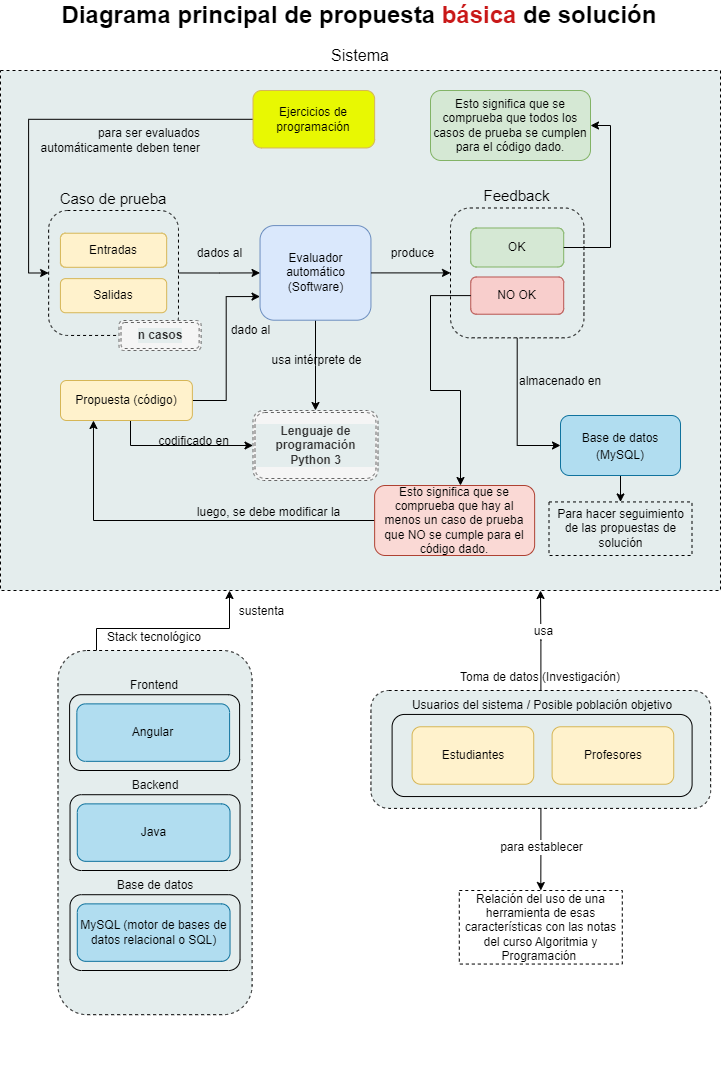 Diagrama principal de propuesta básica de solución
Sistema
Ejercicios de
programación
para ser evaluados
automáticamente deben tener
Esto significa que se
comprueba que todos los
casos de prueba se cumplen
para el código dado.
Caso de prueba
Entradas
Salidas
n casos
dados al
Evaluador
automático
(Software)
produce
Feedback
OK
NO OK
dado al
usa intérprete de
almacenado en
Propuesta (código)
codificado en
Lenguaje de
programación
Python 3
Base de datos
(MySQL)
luego, se debe modificar la
Esto significa que se
comprueba que hay al
menos un caso de prueba
que NO se cumple para el
código dado.
Para hacer seguimiento
de las propuestas de
solución
sustenta
Stack tecnológico
Frontend
Angular
Backend
Java
Base de datos
MySQL (motor de bases de
datos relacional o SQL)
usa
Toma de datos (Investigación)
Usuarios del sistema / Posible población objetivo
Estudiantes
Profesores
para establecer
Relación del uso de una
herramienta de esas
características con las notas
del curso Algoritmia y
Programación